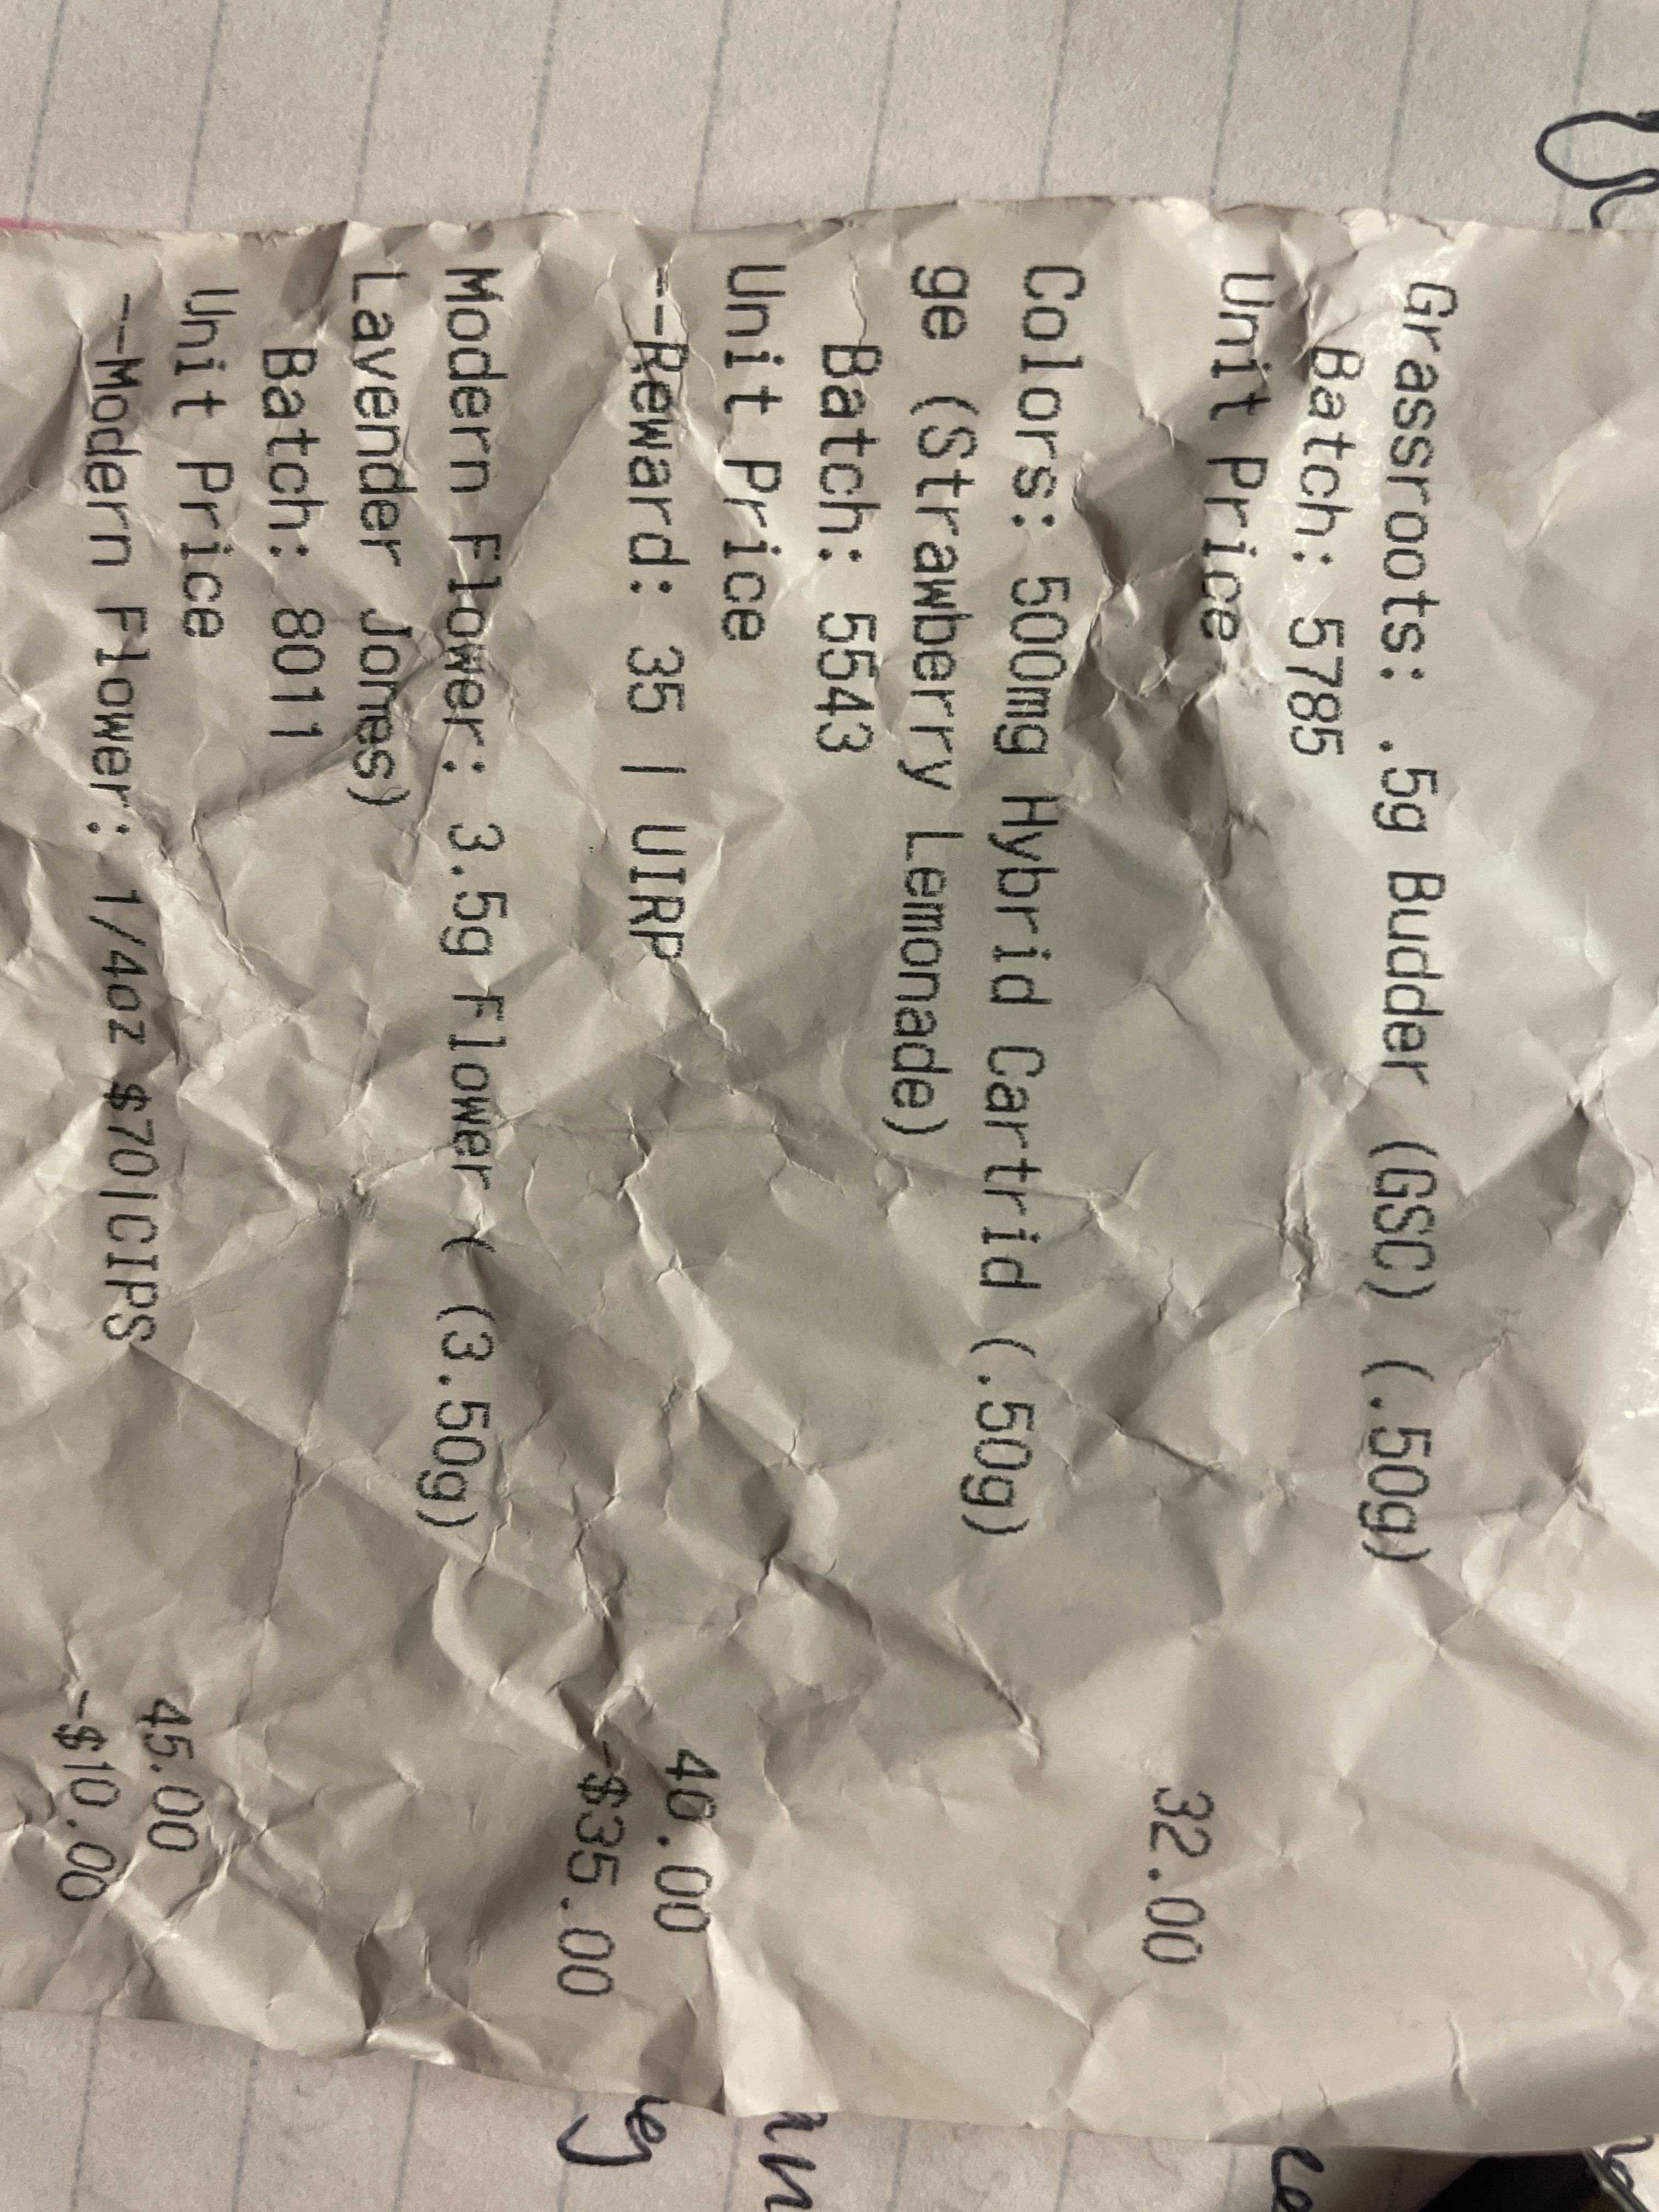 Grassroots: .5g Budder (GSC) (.50g)
Batch: 5785
Unit Price 32.00
Colors: 500mg Hybrid Cartrid (.50g)
ge (Strawberry Lemonade)
Batch: 5543
Unit Price 46.00
--Reward: 35 | UIRP -$35.00
Modern Flower: 3.5g Flower ( (3.50g)
Lavender Jones)
Batch: 8011
Unit Price 45.00
--Modern Flower: 1/4oz $70|CIPS -$10.00